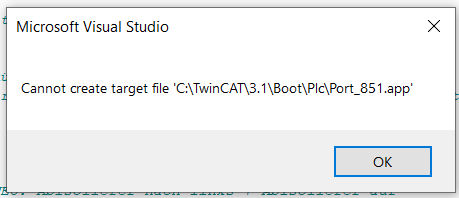 Microsoft Visual Studio
Cannot create target file 'C:\TwinCAT\3.1\Boot\Plc\Port_851.app'
OK